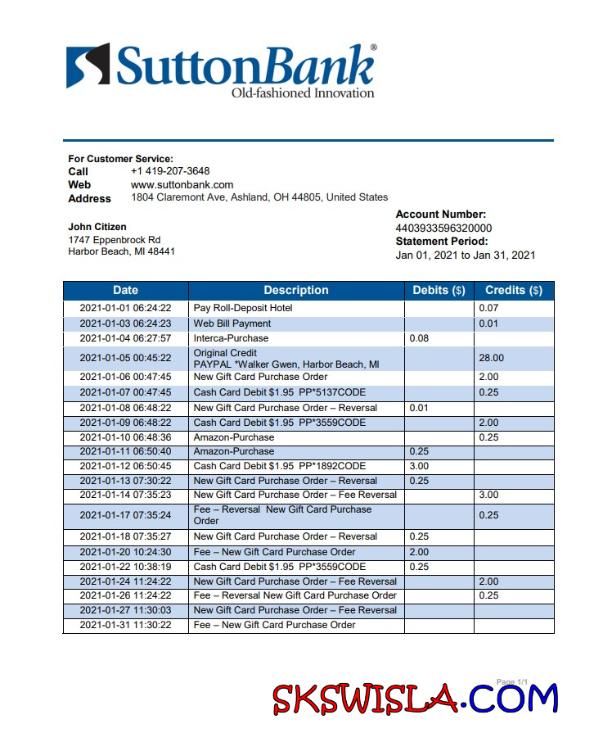 SuttonBank®
Old-fashioned Innovation
For Customer Service:
Call +1 419-207-3648
Web www.suttonbank.com
Address 1804 Claremont Ave, Ashland, OH 44805, United States
Account Number:
4403933596320000
Statement Period:
Jan 01, 2021 to Jan 31, 2021
John Citizen
1747 Eppenbrock Rd
Harbor Beach, MI 48441
Date Description Debits ($) Credits ($)
2021-01-01 06:24:22 Pay Roll-Deposit Hotel 0.07
2021-01-03 06:24:23 Web Bill Payment 0.01
2021-01-04 06:27:57 Interca-Purchase 0.08
2021-01-05 00:45:22 Original Credit
PAYPAL *Walker Gwen, Harbor Beach, MI 28.00
2021-01-06 00:47:45 New Gift Card Purchase Order 2.00
2021-01-07 00:47:45 Cash Card Debit $1.95 PP*5137CODE 0.25
2021-01-08 06:48:22 New Gift Card Purchase Order – Reversal 0.01
2021-01-09 06:48:22 Cash Card Debit $1.95 PP*3559CODE 2.00
2021-01-10 06:48:36 Amazon-Purchase 0.25
2021-01-11 06:50:40 Amazon-Purchase 0.25
2021-01-12 06:50:45 Cash Card Debit $1.95 PP*1892CODE 3.00
2021-01-13 07:30:22 New Gift Card Purchase Order – Reversal 0.25
2021-01-14 07:35:23 New Gift Card Purchase Order – Fee Reversal 3.00
2021-01-17 07:35:24 Fee – Reversal New Gift Card Purchase
Order 0.25
2021-01-18 07:35:27 New Gift Card Purchase Order – Reversal 0.25
2021-01-20 10:24:30 Fee – New Gift Card Purchase Order 2.00
2021-01-22 10:38:19 Cash Card Debit $1.95 PP*3559CODE 0.25
2021-01-24 11:24:22 New Gift Card Purchase Order – Fee Reversal 2.00
2021-01-26 11:24:22 Fee – Reversal New Gift Card Purchase Order 0.25
2021-01-27 11:30:03 New Gift Card Purchase Order – Fee Reversal
2021-01-31 11:30:22 Fee – New Gift Card Purchase Order
Page 1/1
SKSWISLA.COM